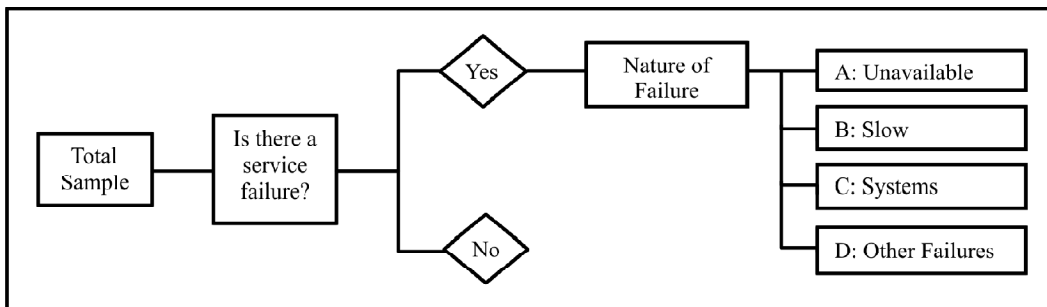 Total
Sample
Is there a
service
failure?
Yes
No
Nature of
Failure
A: Unavailable
B: Slow
C: Systems
D: Other Failures